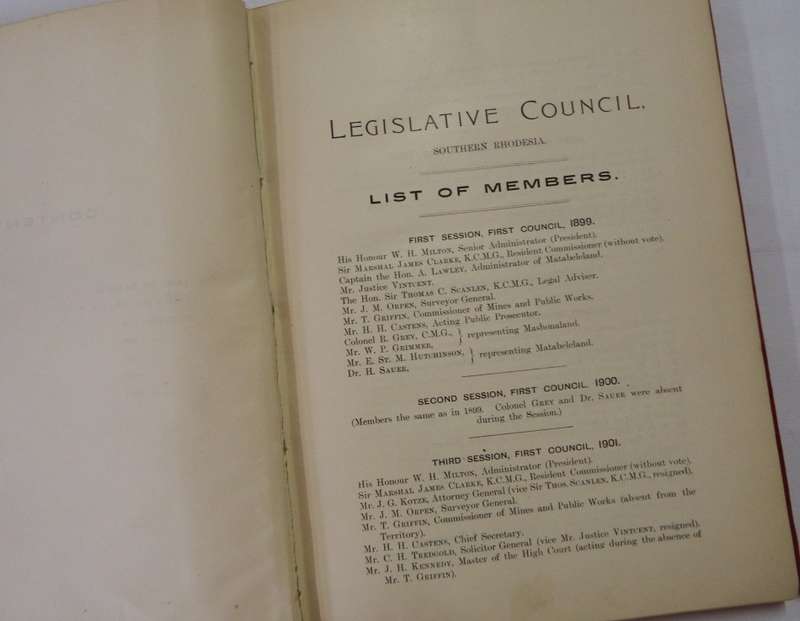 LEGISLATIVE COUNCIL,
SOUTHERN RHODESIA.
LIST OF MEMBERS.
FIRST SESSION, FIRST COUNCIL, 1899.
His Honour W. H. MILTON, Senior Administrator (President).
Sir MARSHAL JAMES CLARKE, K.C.M.G., Resident Commissioner (without vote).
Captain the Hon. A. LAWLEY, Administrator of Matabeleland.
Mr. Justice VINTCENT.
The Hon. Sir THOMAS C. SCANLEN, K.C.M.G., Legal Adviser.
Mr. J. M. ORPEN, Surveyor General.
Mr. T. GRIFFIN, Commissioner of Mines and Public Works.
Mr. H. H. CASTENS, Acting Public Prosecutor.
Colonel R. GREY, C.M.G., } representing Mashonaland.
Mr. W. P. GRIMMER,
Mr. E. ST. M. HUTCHINSON, } representing Matabeleland.
Dr. H. SAUER,
SECOND SESSION, FIRST COUNCIL, 1900.
(Members the same as in 1899. Colonel GREY and Dr. SAUER were absent
during the Session.)
THIRD SESSION, FIRST COUNCIL, 1901.
His Honour W. H. MILTON, Administrator (President).
Sir MARSHAL JAMES CLARKE, K.C.M.G., Resident Commissioner (without vote).
Mr. J. G. KOTZE, Attorney General (vice Sir THOS. SCANLEN, K.C.M.G., resigned).
Mr. J. M. ORPEN, Surveyor General.
Mr. T. GRIFFIN, Commissioner of Mines and Public Works (absent from the
Territory).
Mr. H. H. CASTENS, Chief Secretary.
Mr. C. H. TREDGOLD, Solicitor General (vice Mr. Justice VINTCENT, resigned).
Mr. J. H. KENNEDY, Master of the High Court (acting during the absence of
Mr. T. GRIFFIN).